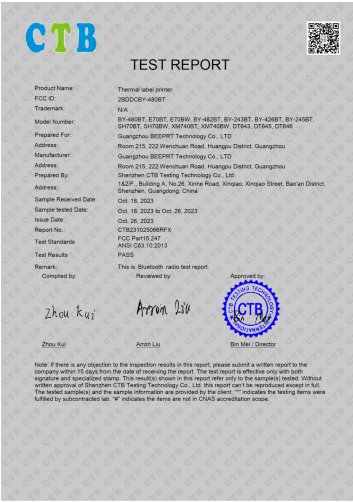 CTB
TEST REPORT
Product Name: Thermal label printer
FCC ID: 2BDDCBY-480BT
Trademark: N/A
Model Number: BY-480BT, E70BT, E70BW, BY-482BT, BY-243BT, BY-426BT, BY-245BT,
SH70BT, SH70BW, XM740BT, XM740BW, DT643, DT645, DT646
Prepared For: Guangzhou BEEPRT Technology Co., LTD
Address: Room 215, 222 Wenchuan Road, Huangpu District, Guangzhou
Manufacturer: Guangzhou BEEPRT Technology Co., LTD
Address: Room 215, 222 Wenchuan Road, Huangpu District, Guangzhou
Prepared By: Shenzhen CTB Testing Technology Co., Ltd.
Address: 1&2/F., Building A, No.26, Xinhe Road, Xinqiao, Xinqiao Street, Bao'an District,
Shenzhen, Guangdong, China
Sample Received Date: Oct. 18, 2023
Sample tested Date: Oct. 18, 2023 to Oct. 26, 2023
Issue Date: Oct. 26, 2023
Report No.: CTB231025066RFX
Test Standards FCC Part15.247
ANSI C63.10:2013
Test Results PASS
Remark: This is Bluetooth radio test report.
Compiled by: Reviewed by: Approved by:
Zhou Kui Arron Liu
CTB TESTING TECHNOLOGY
CTB
Zhou Kui Arron Liu Bin Mei / Director
Note: If there is any objection to the inspection results in this report, please submit a written report to the
company within 15 days from the date of receiving the report. The test report is effective only with both
signature and specialized stamp. This result(s) shown in this report refer only to the sample(s) tested. Without
written approval of Shenzhen CTB Testing Technology Co., Ltd. this report can't be reproduced except in full.
The tested sample(s) and the sample information are provided by the client. "*" indicates the testing items were
fulfilled by subcontracted lab. "#" indicates the items are not in CNAS accreditation scope.